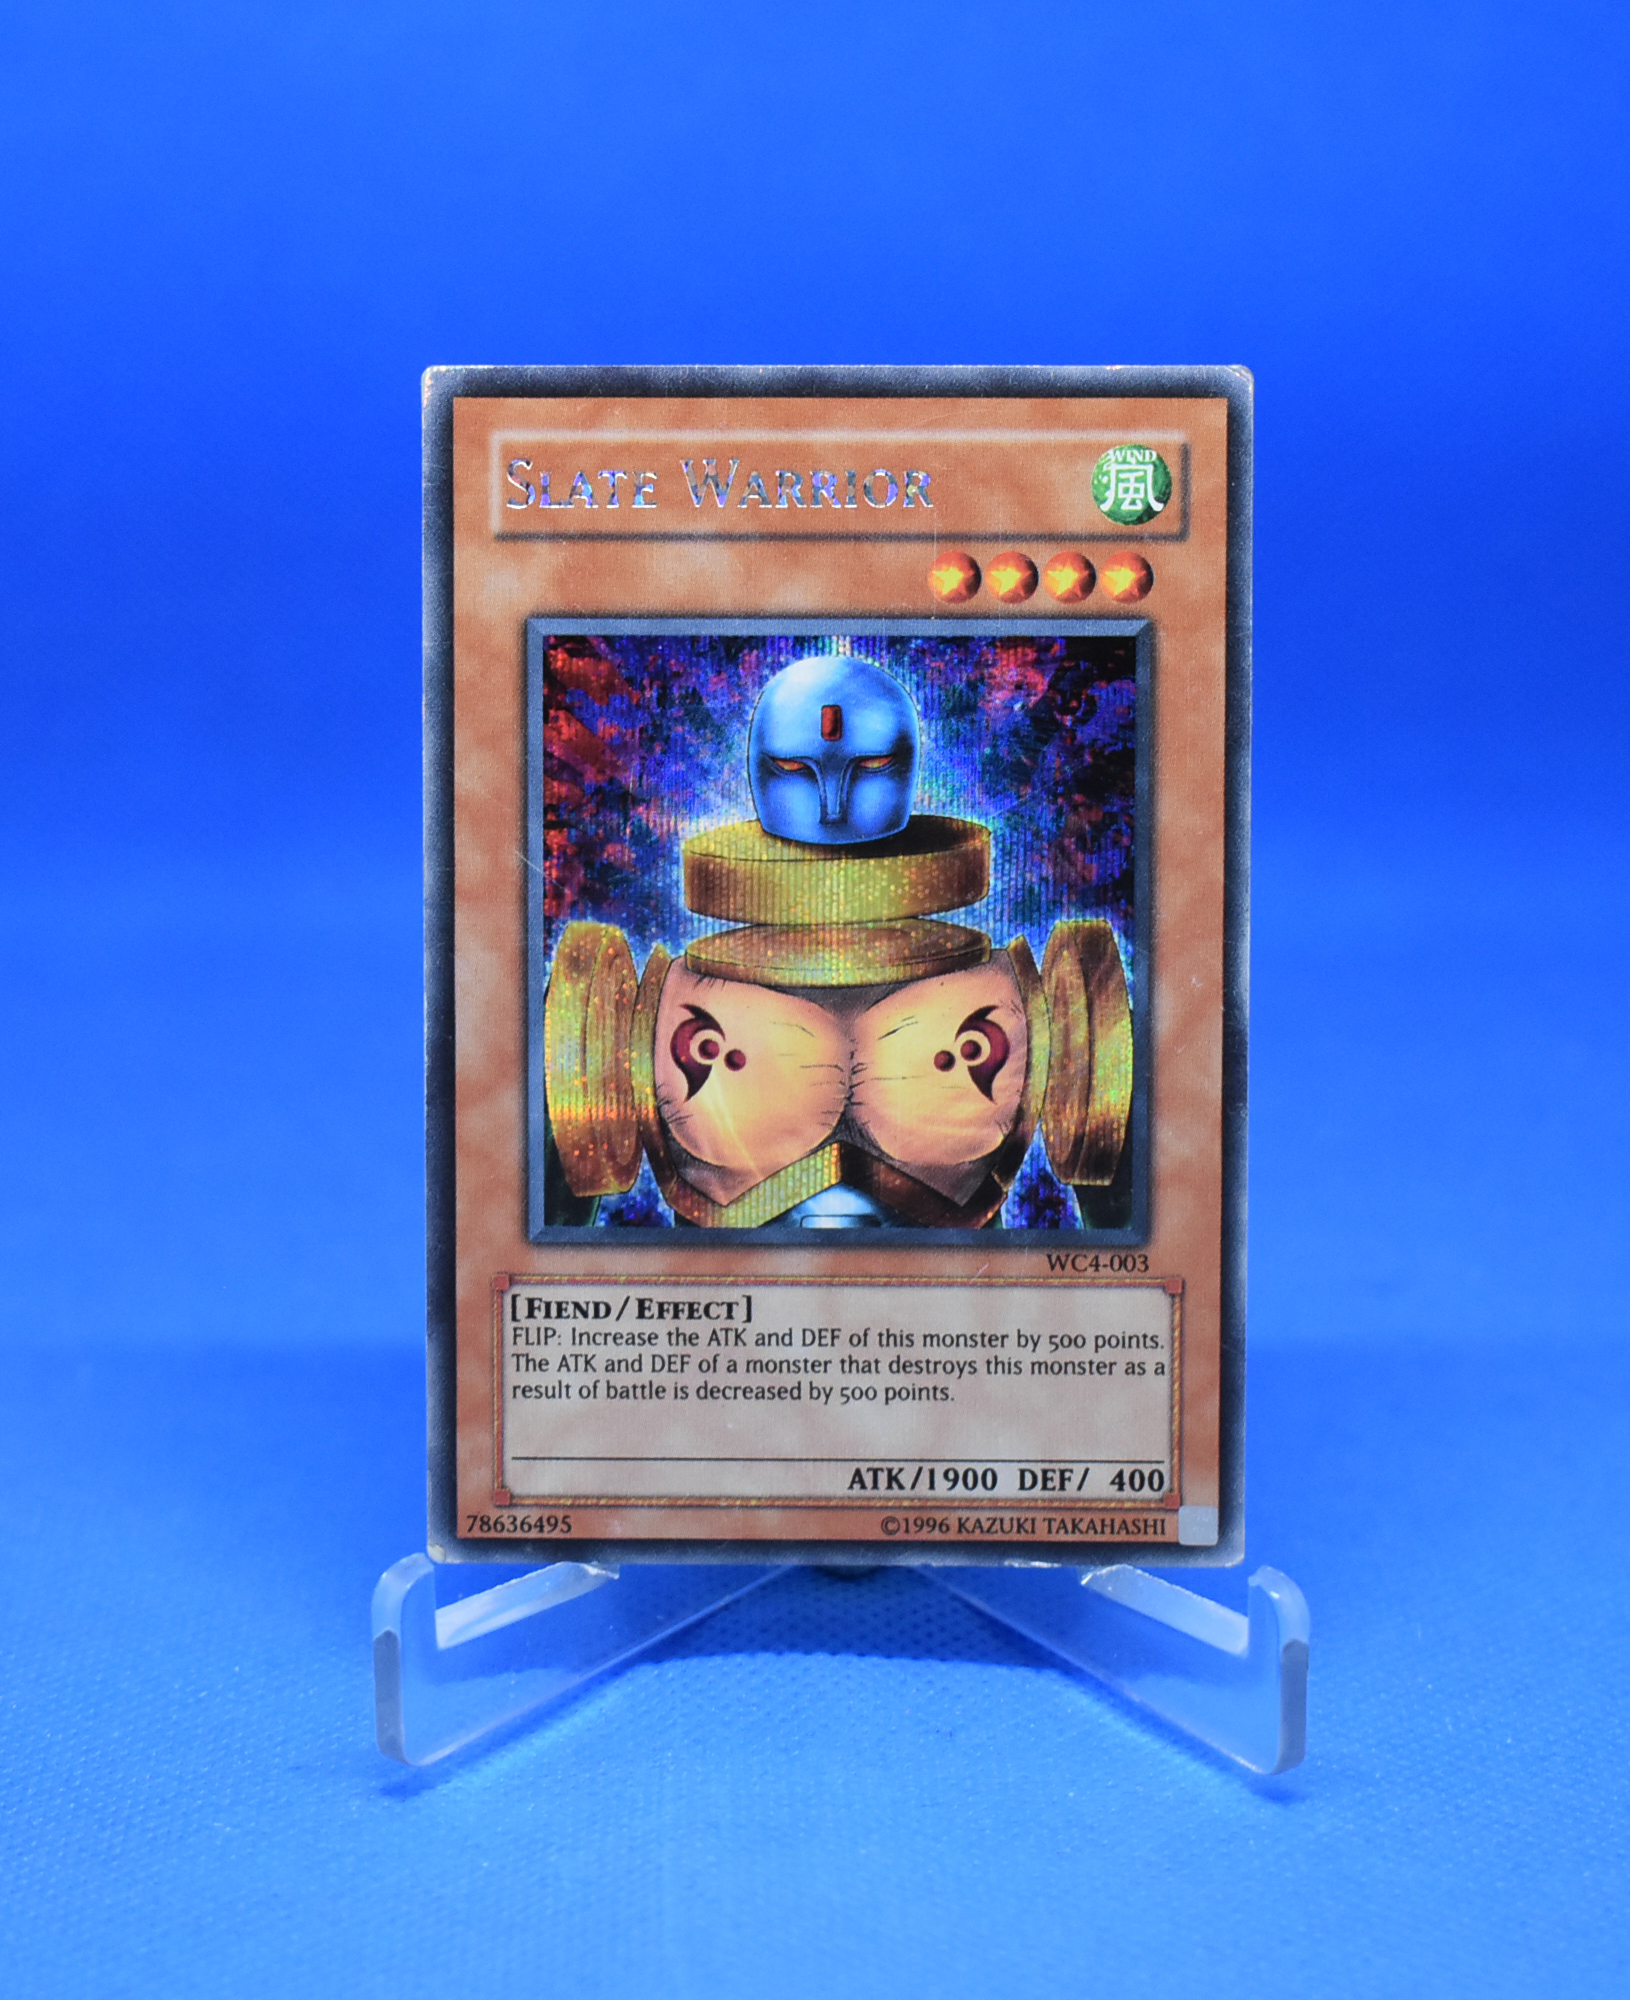 SLATE WARRIOR
WIND
風
WC4-003
[FIEND/EFFECT]
FLIP: Increase the ATK and DEF of this monster by 500 points.
The ATK and DEF of a monster that destroys this monster as a
result of battle is decreased by 500 points.
ATK/1900 DEF/ 400
78636495
©1996 KAZUKI TAKAHASHI